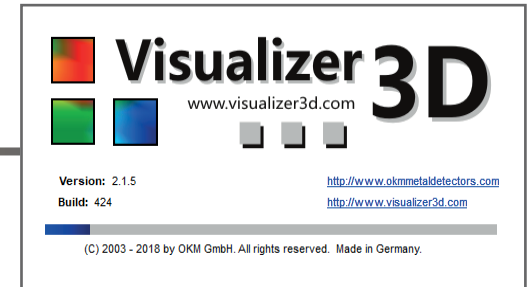 Visualizer 3D
www.visualizer3d.com
Version: 2.1.5
http://www.okmmetaldetectors.com
Build: 424
http://www.visualizer3d.com
(C) 2003 - 2018 by OKM GmbH. All rights reserved. Made in Germany.